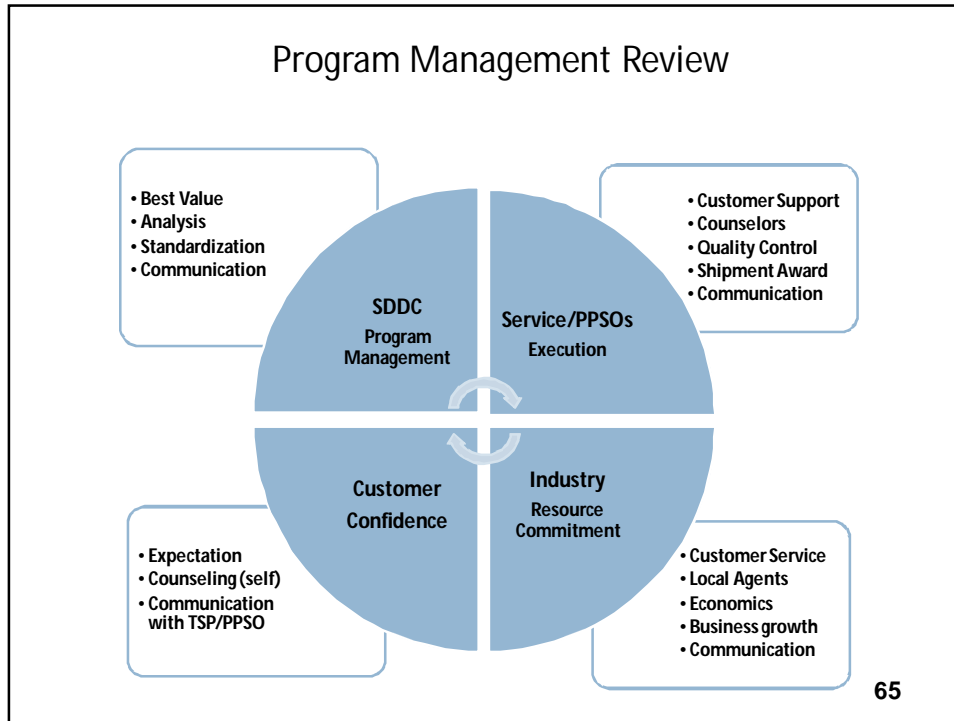 Program Management Review
• Best Value
• Analysis
• Standardization
• Communication
• Customer Support
• Counselors
• Quality Control
• Shipment Award
• Communication
SDDC
Program
Management
Service/PPSOs
Execution
Customer
Confidence
Industry
Resource
Commitment
• Expectation
• Counseling (self)
• Communication
with TSP/PPSO
• Customer Service
• Local Agents
• Economics
• Business growth
• Communication
65